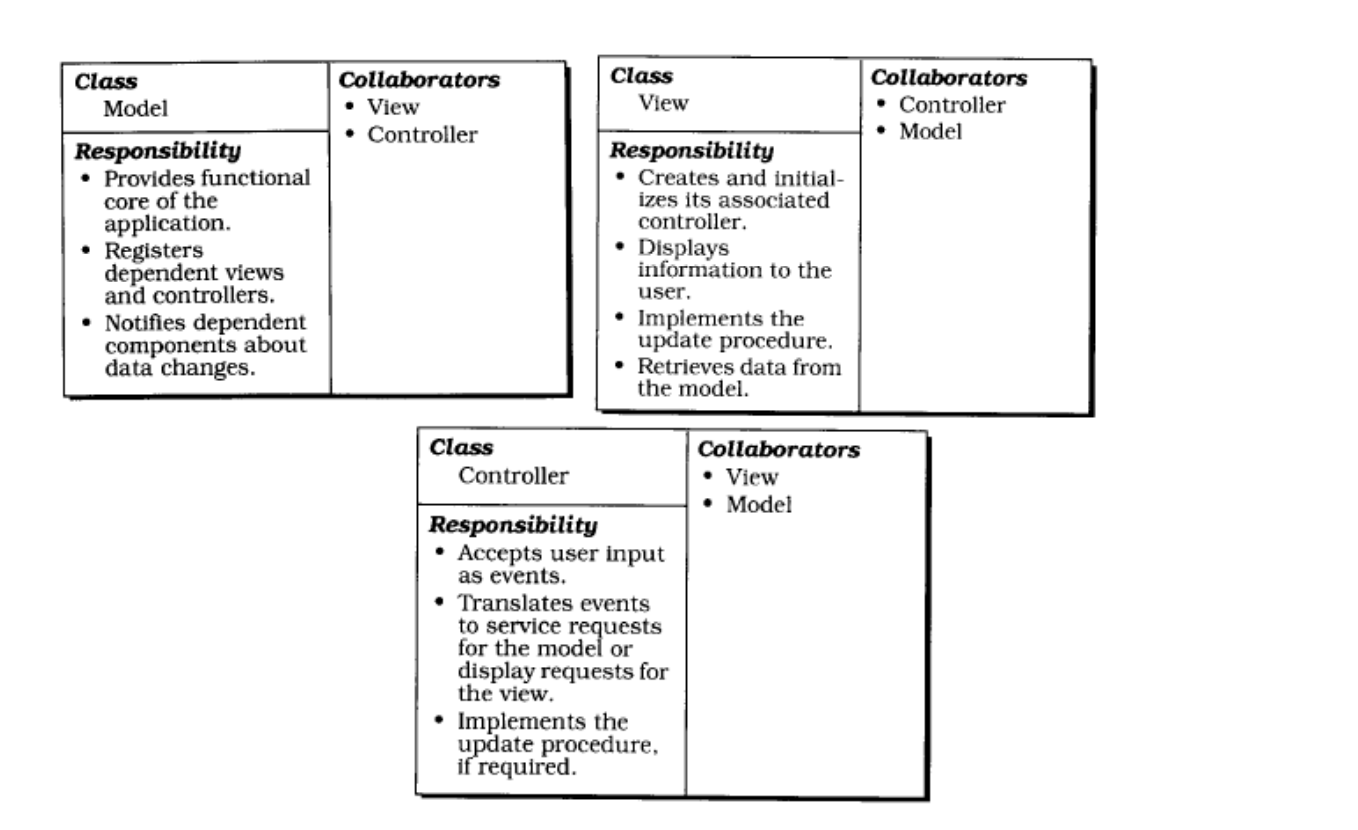 Class
Model
Collaborators
• View
• Controller
Responsibility
• Provides functional
core of the
application.
• Registers
dependent views
and controllers.
• Notifies dependent
components about
data changes.
Class
View
Collaborators
• Controller
• Model
Responsibility
• Creates and initial-
izes its associated
controller.
• Displays
information to the
user.
• Implements the
update procedure.
• Retrieves data from
the model.
Class
Controller
Collaborators
• View
• Model
Responsibility
• Accepts user input
as events.
• Translates events
to service requests
for the model or
display requests for
the view.
• Implements the
update procedure,
if required.